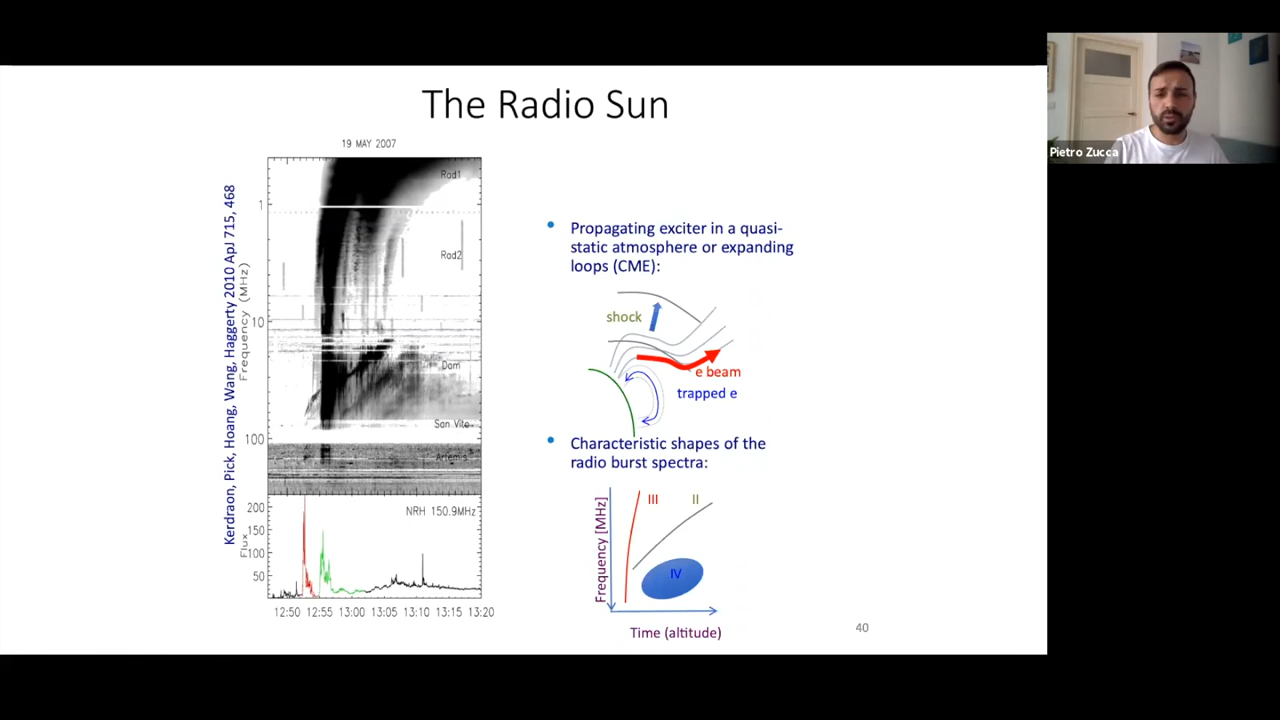 The Radio Sun
Pietro Zucca
Kerdraon, Pick, Hoang, Wang, Haggerty 2010 ApJ 715, 468
19 MAY 2007
Frequency (MHz)
1
10
100
Rad1
Rad2
Dam
San Vito
Artemis
Flux
200
150
100
50
NRH 150.9MHz
12:50 12:55 13:00 13:05 13:10 13:15 13:20
• Propagating exciter in a quasi-
static atmosphere or expanding
loops (CME):
shock
e beam
trapped e
• Characteristic shapes of the
radio burst spectra:
Frequency [MHz]
III
II
IV
Time (altitude)
40